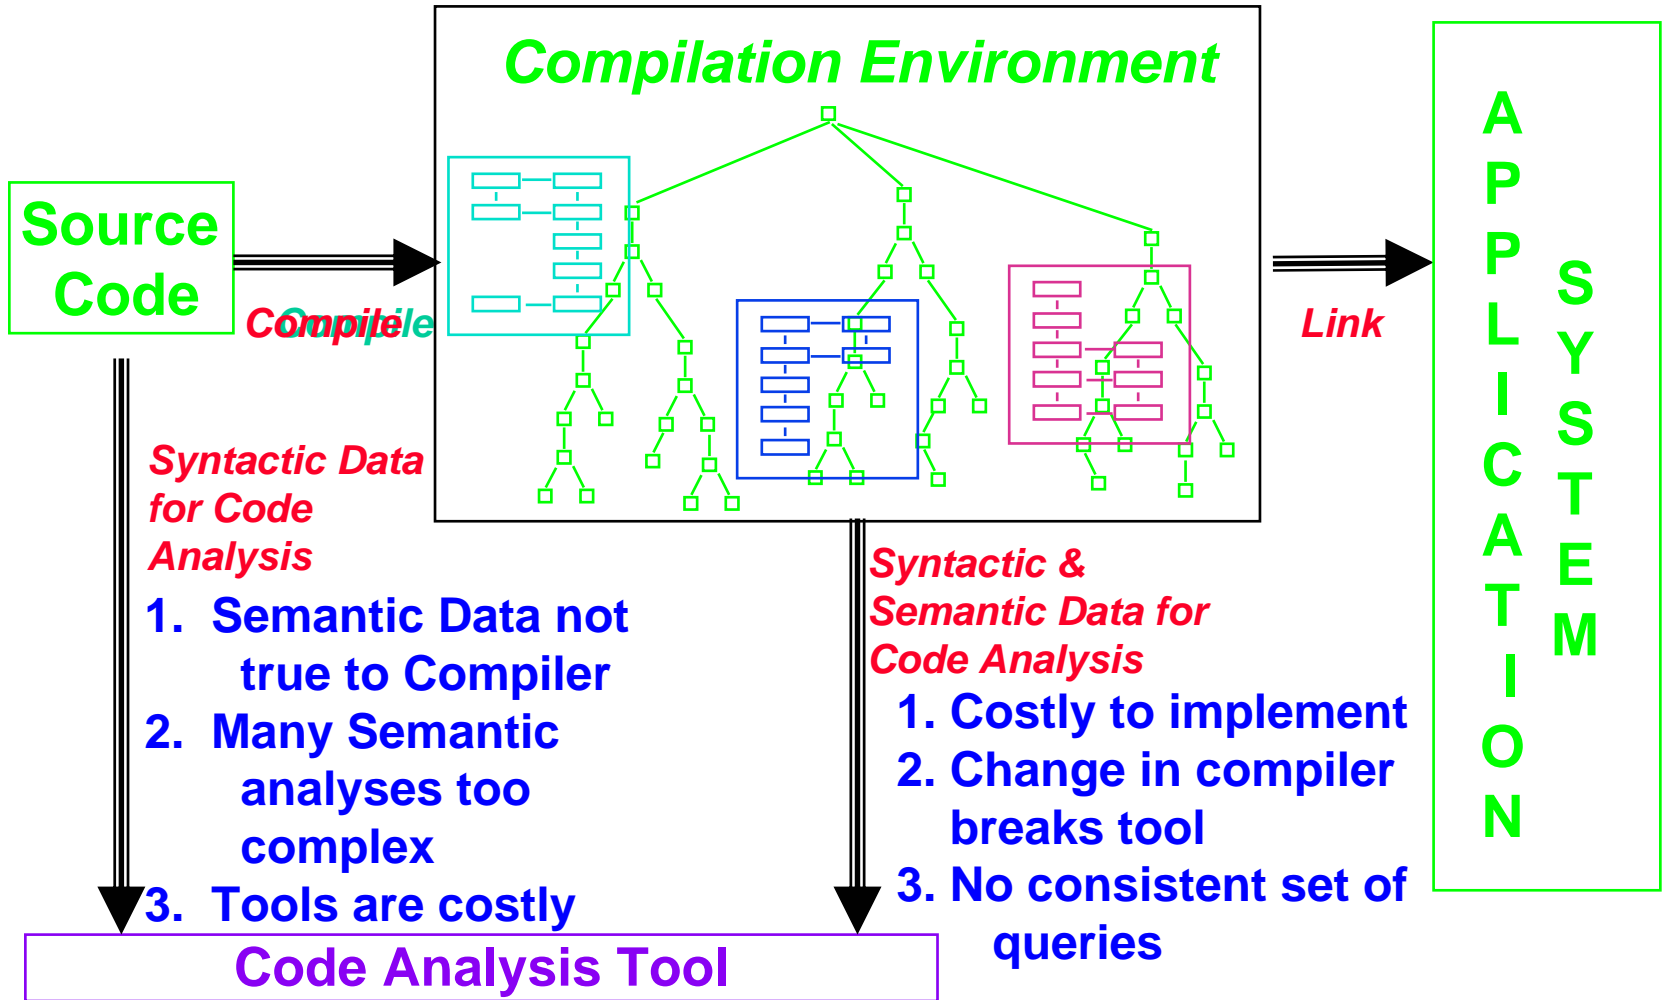 Compilation Environment
Source
Code
Compile
Compile
Link
APPLICATION
SYSTEM
Syntactic Data
for Code
Analysis
1. Semantic Data not
true to Compiler
2. Many Semantic
analyses too
complex
3. Tools are costly
Syntactic &
Semantic Data for
Code Analysis
1. Costly to implement
2. Change in compiler
breaks tool
3. No consistent set of
queries
Code Analysis Tool